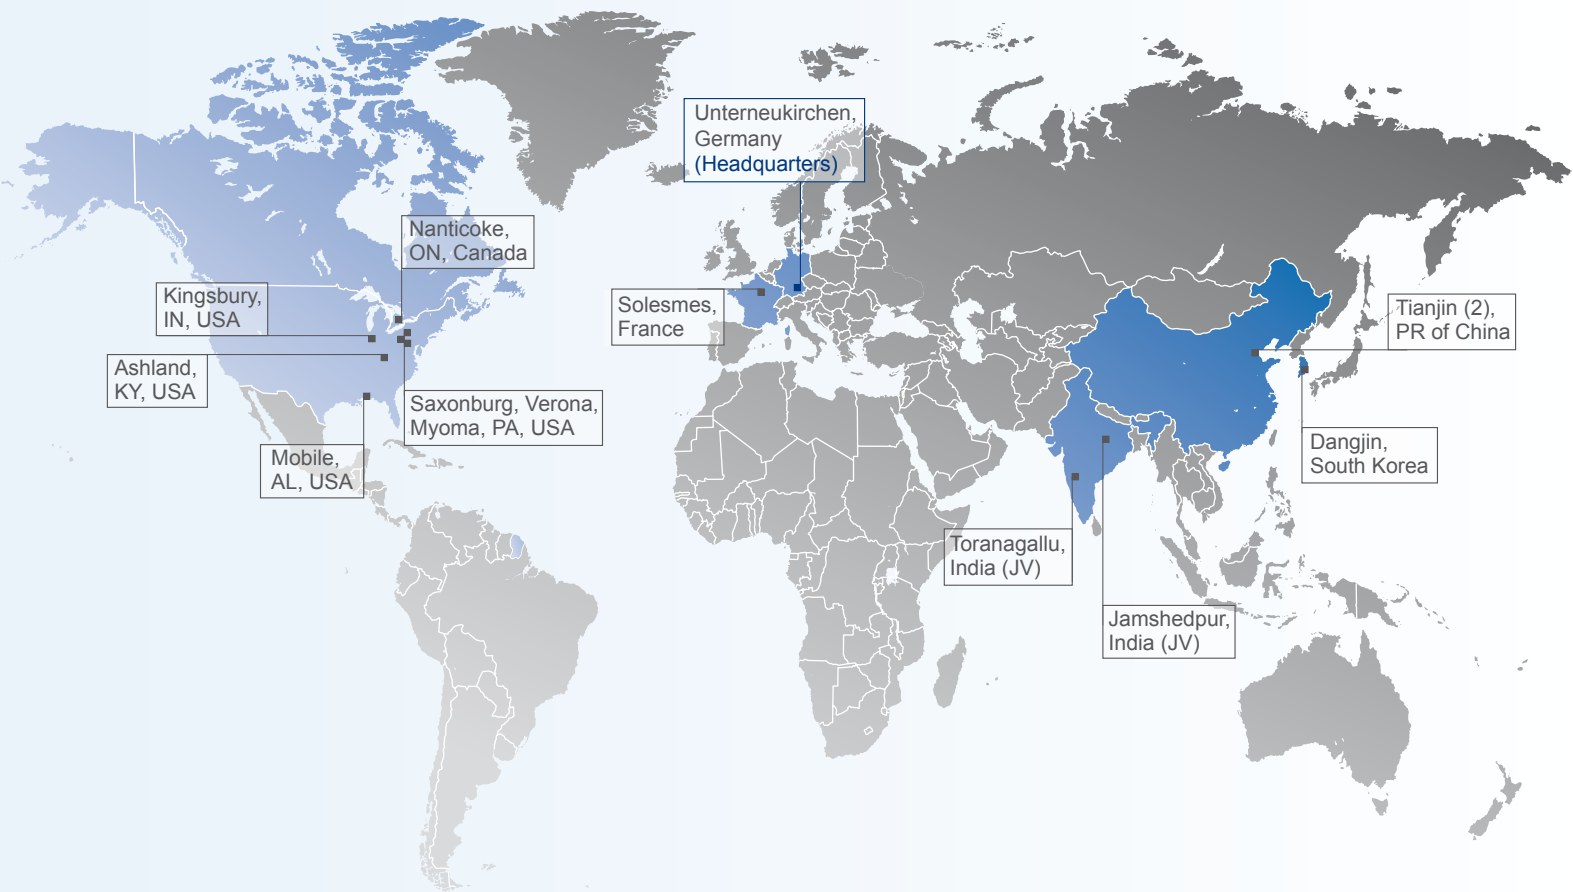 Unterneukirchen,
Germany
(Headquarters)
Nanticoke,
ON, Canada
Kingsbury,
IN, USA
Ashland,
KY, USA
Saxonburg, Verona,
Myoma, PA, USA
Mobile,
AL, USA
Solesmes,
France
Tianjin (2),
PR of China
Dangjin,
South Korea
Toranagallu,
India (JV)
Jamshedpur,
India (JV)